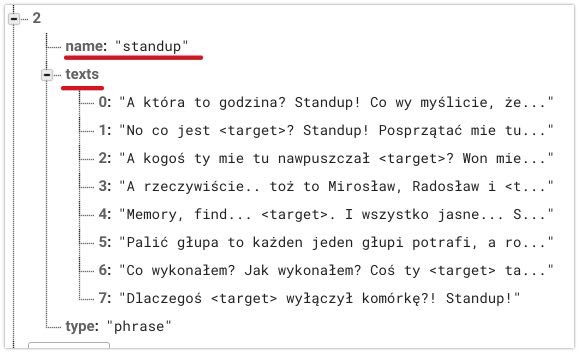 2
name: "standup"
texts
0: "A która to godzina? Standup! Co wy myślicie, że..."
1: "No co jest <target>? Standup! Posprzątać mie tu..."
2: "A kogoś ty mie tu nawpuszczał <target>? Won mie..."
3: "A rzeczywiście.. toż to Mirosław, Radosław i <t..."
4: "Memory, find... <target>. I wszystko jasne... S..."
5: "Palić głupa to każden jeden głupi potrafi, a ro..."
6: "Co wykonałem? Jak wykonałem? Coś ty <target> ta..."
7: "Dlaczegoś <target> wyłączył komórkę?! Standup!"
type: "phrase"